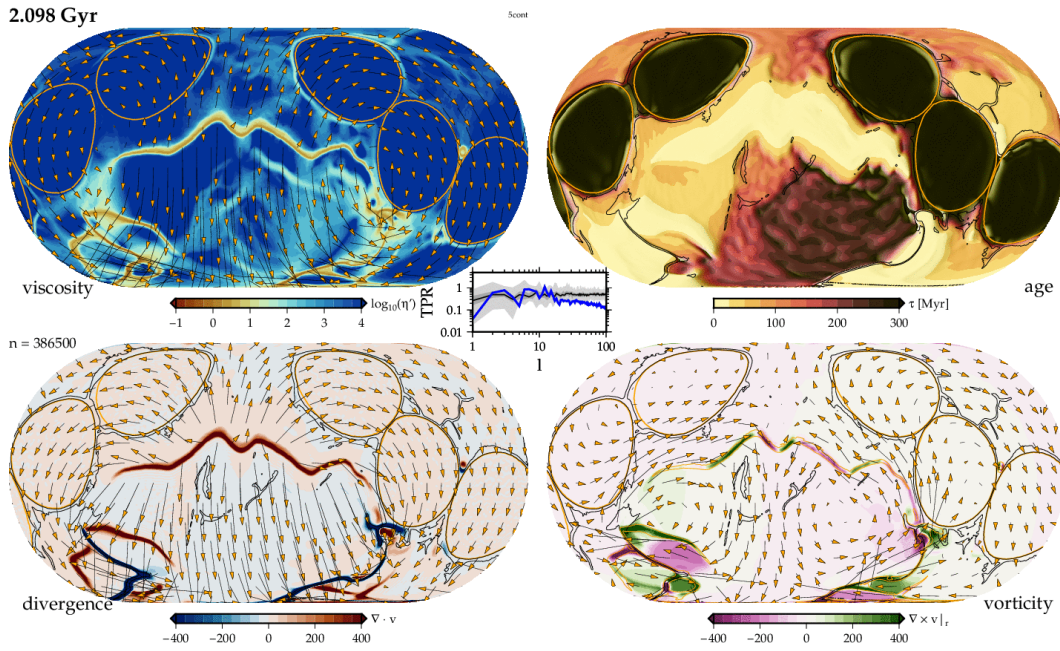 2.098 Gyr
5cont
viscosity
log₁₀(η′)
−1 0 1 2 3 4
TPR
1
0.1
0.01
1 10 100
l
age
τ [Myr]
0 100 200 300
n = 386500
divergence
∇ · v
−400 −200 0 200 400
vorticity
∇ × v|ᵣ
−400 −200 0 200 400